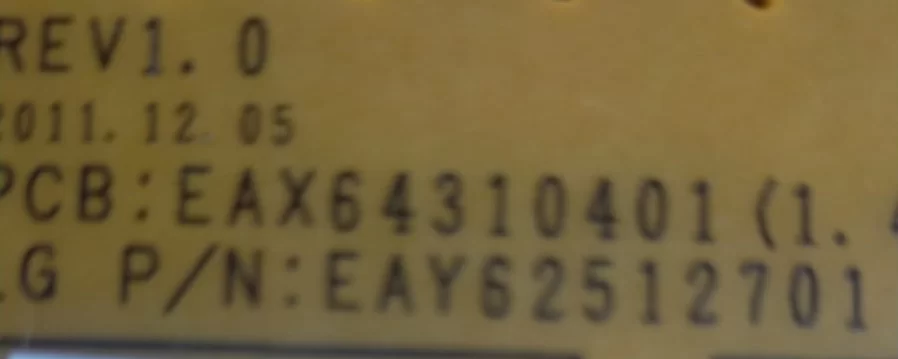 REV1. 0
2011. 12. 05
PCB:EAX64310401 (1.
LG P/N:EAY62512701